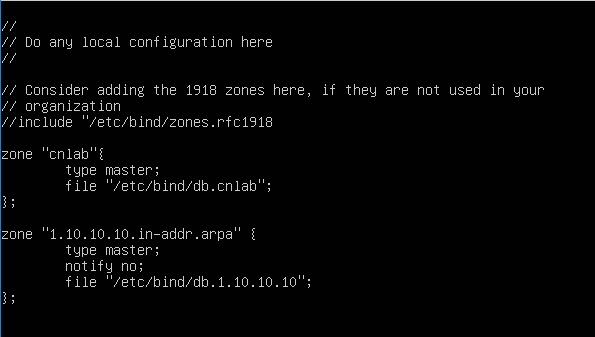 //
// Do any local configuration here
//
// Consider adding the 1918 zones here, if they are not used in your
// organization
//include "/etc/bind/zones.rfc1918
zone "cnlab"{
type master;
file "/etc/bind/db.cnlab";
};
zone "1.10.10.10.in-addr.arpa" {
type master;
notify no;
file "/etc/bind/db.1.10.10.10";
};